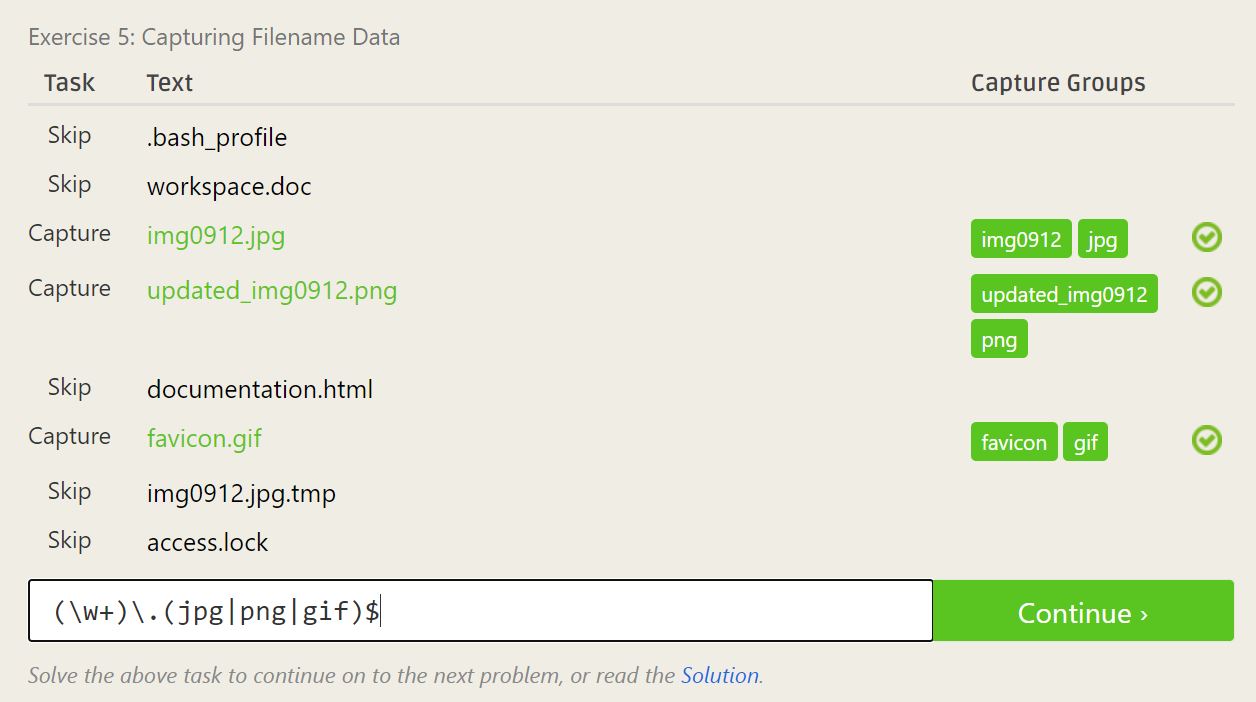 Exercise 5: Capturing Filename Data
Task Text Capture Groups
Skip .bash_profile
Skip workspace.doc
Capture img0912.jpg img0912 jpg
Capture updated_img0912.png updated_img0912
png
Skip documentation.html
Capture favicon.gif favicon gif
Skip img0912.jpg.tmp
Skip access.lock
(\w+)\.(jpg|png|gif)$ Continue ›
Solve the above task to continue on to the next problem, or read the Solution.